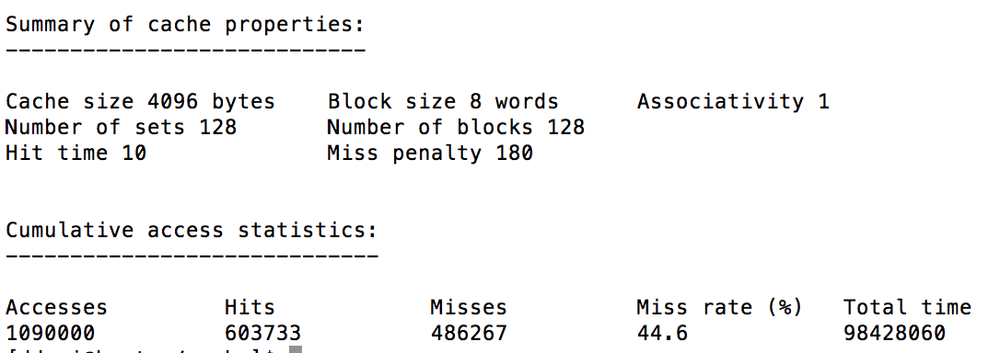 Summary of cache properties:
----------------------------
Cache size 4096 bytes    Block size 8 words      Associativity 1
Number of sets 128       Number of blocks 128
Hit time 10              Miss penalty 180
Cumulative access statistics:
-----------------------------
Accesses         Hits            Misses          Miss rate (%)   Total time
1090000          603733          486267          44.6            98428060